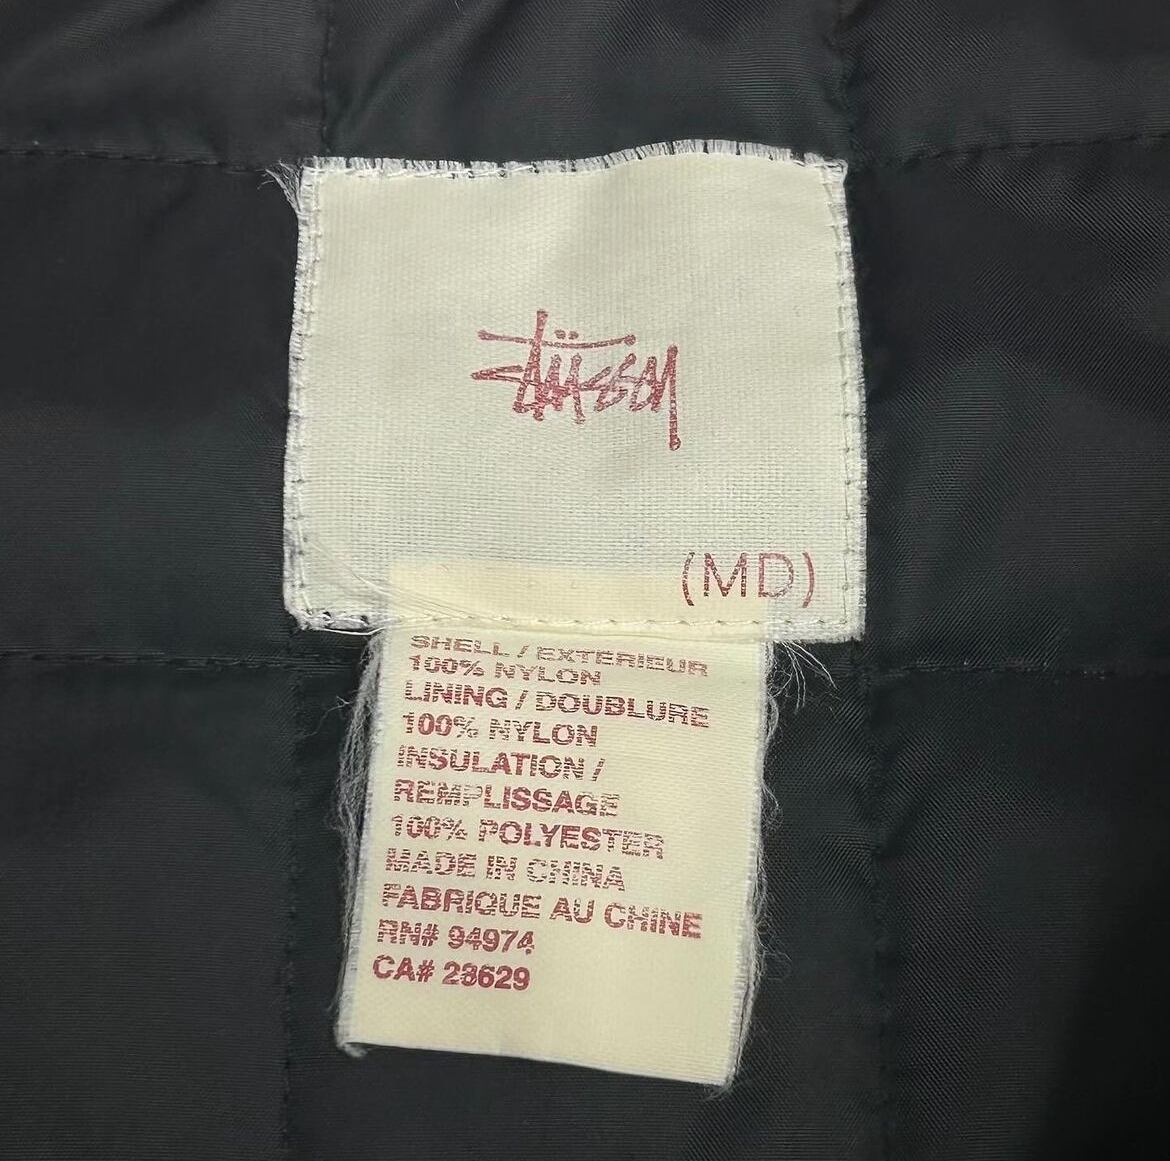 Stüssy
(MD)
SHELL / EXTERIEUR
100% NYLON
LINING / DOUBLURE
100% NYLON
INSULATION /
REMPLISSAGE
100% POLYESTER
MADE IN CHINA
FABRIQUE AU CHINE
RN# 94974
CA# 28629